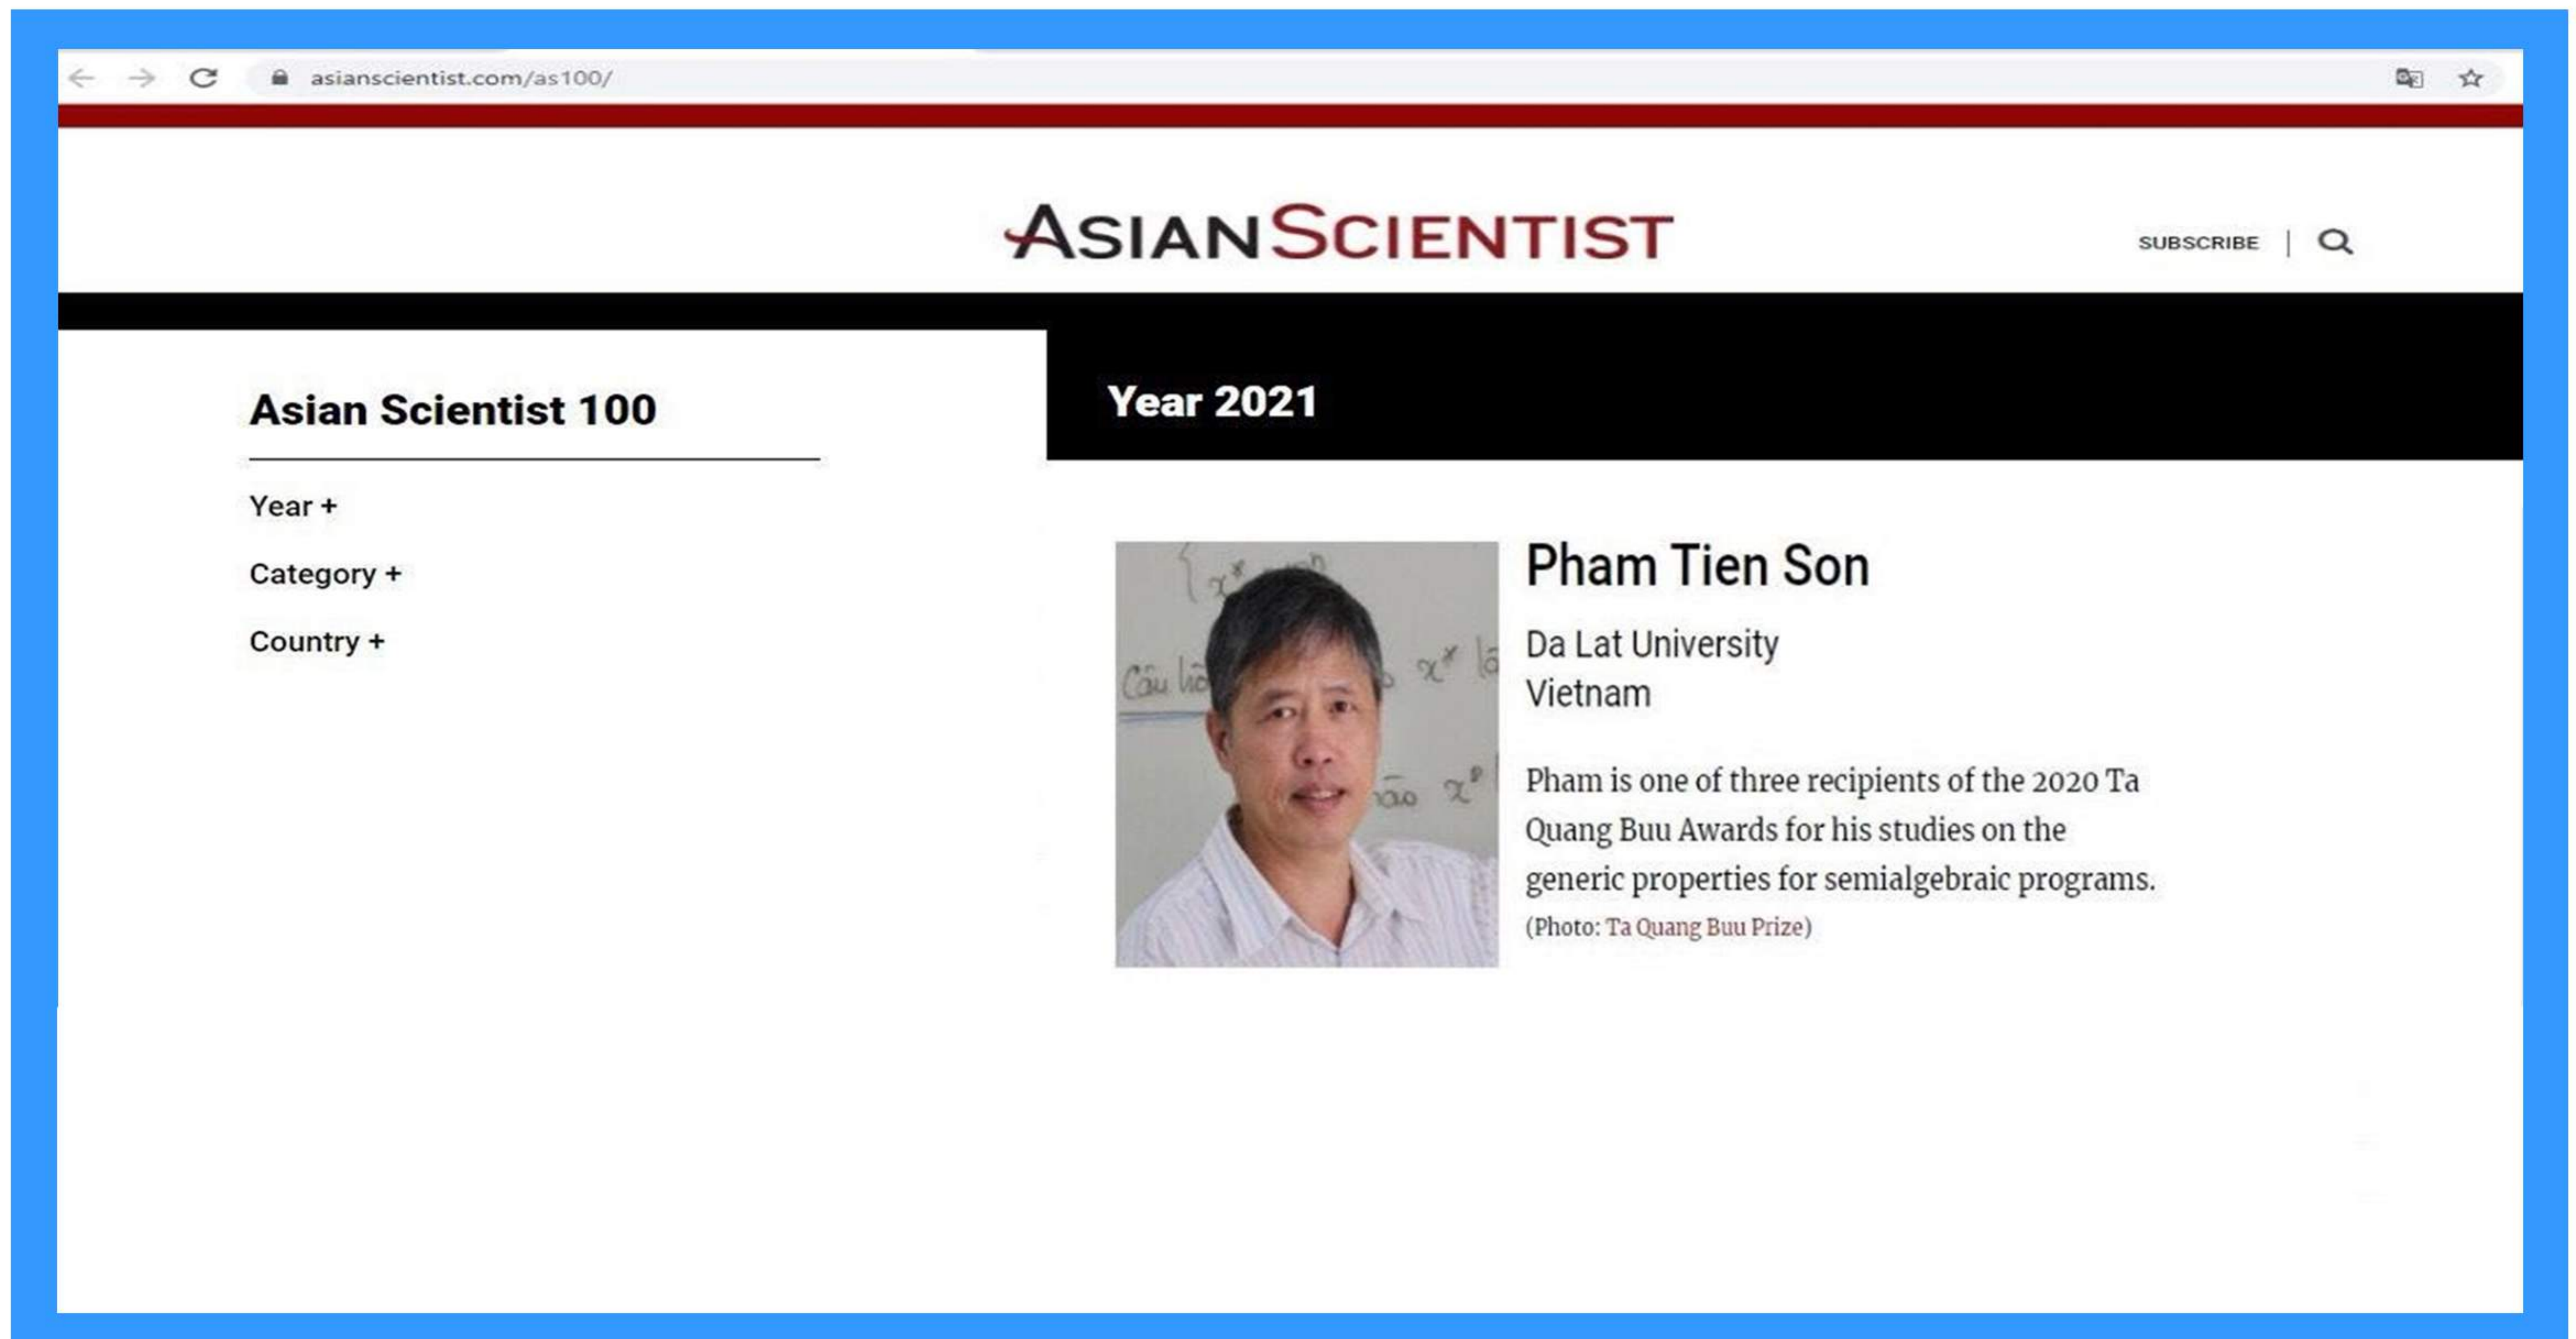 asianscientist.com/as100/
ASIANSCIENTIST
SUBSCRIBE |
Asian Scientist 100
Year +
Category +
Country +
Year 2021
x*
Câu
x*
x*
Pham Tien Son
Da Lat University
Vietnam
Pham is one of three recipients of the 2020 Ta
Quang Buu Awards for his studies on the
generic properties for semialgebraic programs.
(Photo: Ta Quang Buu Prize)